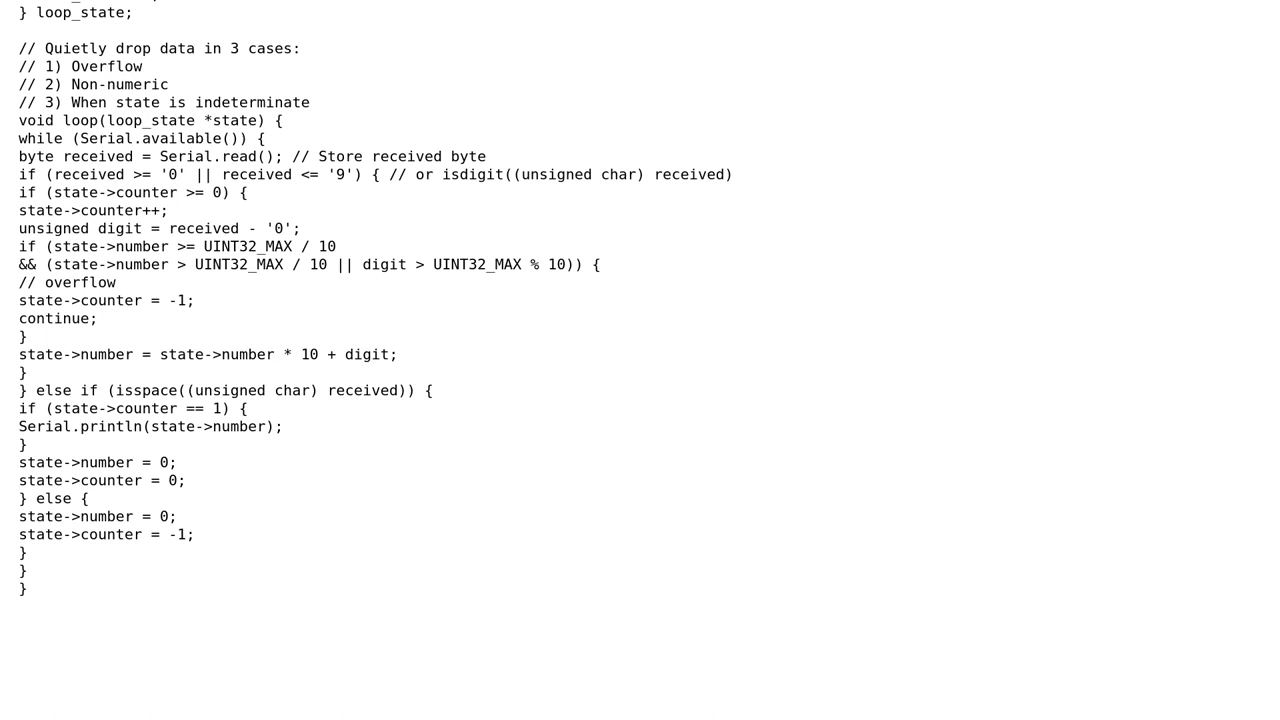 } loop_state;
// Quietly drop data in 3 cases:
// 1) Overflow
// 2) Non-numeric
// 3) When state is indeterminate
void loop(loop_state *state) {
while (Serial.available()) {
byte received = Serial.read(); // Store received byte
if (received >= '0' || received <= '9') { // or isdigit((unsigned char) received)
if (state->counter >= 0) {
state->counter++;
unsigned digit = received - '0';
if (state->number >= UINT32_MAX / 10
&& (state->number > UINT32_MAX / 10 || digit > UINT32_MAX % 10)) {
// overflow
state->counter = -1;
continue;
}
state->number = state->number * 10 + digit;
}
} else if (isspace((unsigned char) received)) {
if (state->counter == 1) {
Serial.println(state->number);
}
state->number = 0;
state->counter = 0;
} else {
state->number = 0;
state->counter = -1;
}
}
}